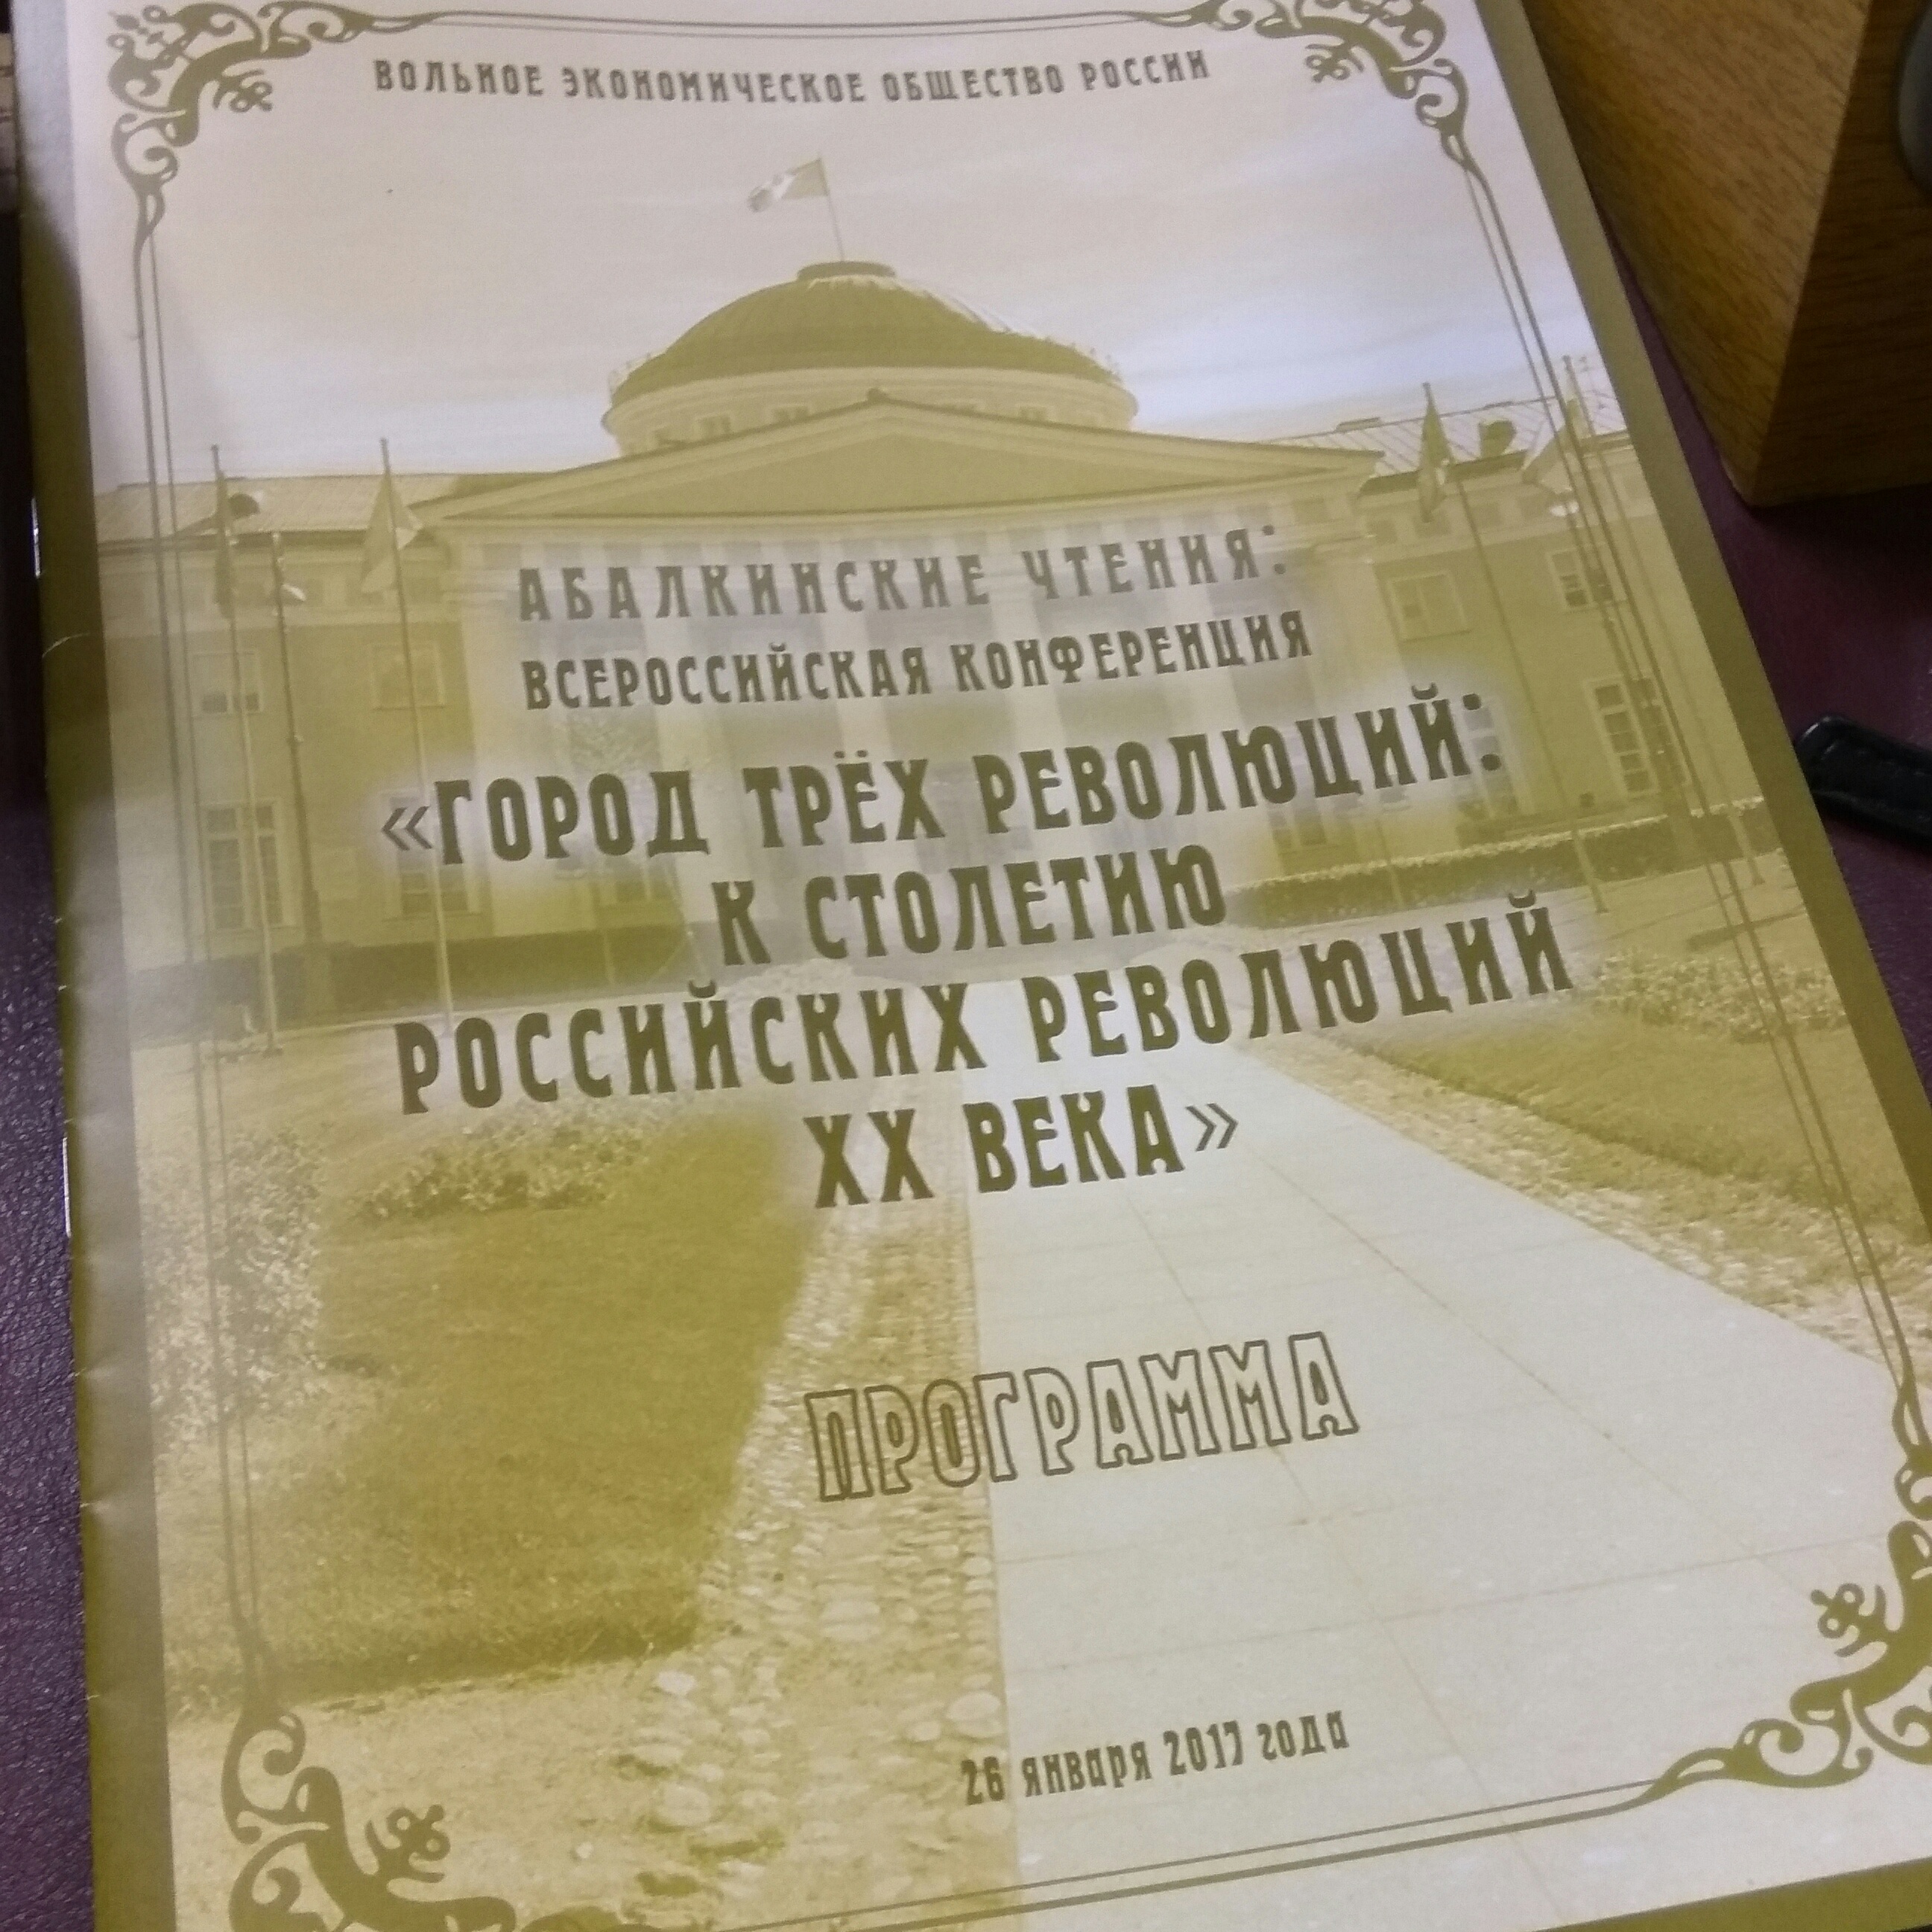 ВОЛЬНОЕ ЭКОНОМИЧЕСКОЕ ОБЩЕСТВО РОССИИ
АБАЛКИНСКИЕ ЧТЕНИЯ:
ВСЕРОССИЙСКАЯ КОНФЕРЕНЦИЯ
«ГОРОД ТРЁХ РЕВОЛЮЦИЙ:
К СТОЛЕТИЮ
РОССИЙСКИХ РЕВОЛЮЦИЙ
XX ВЕКА»
ПРОГРАММА
26 января 2017 года